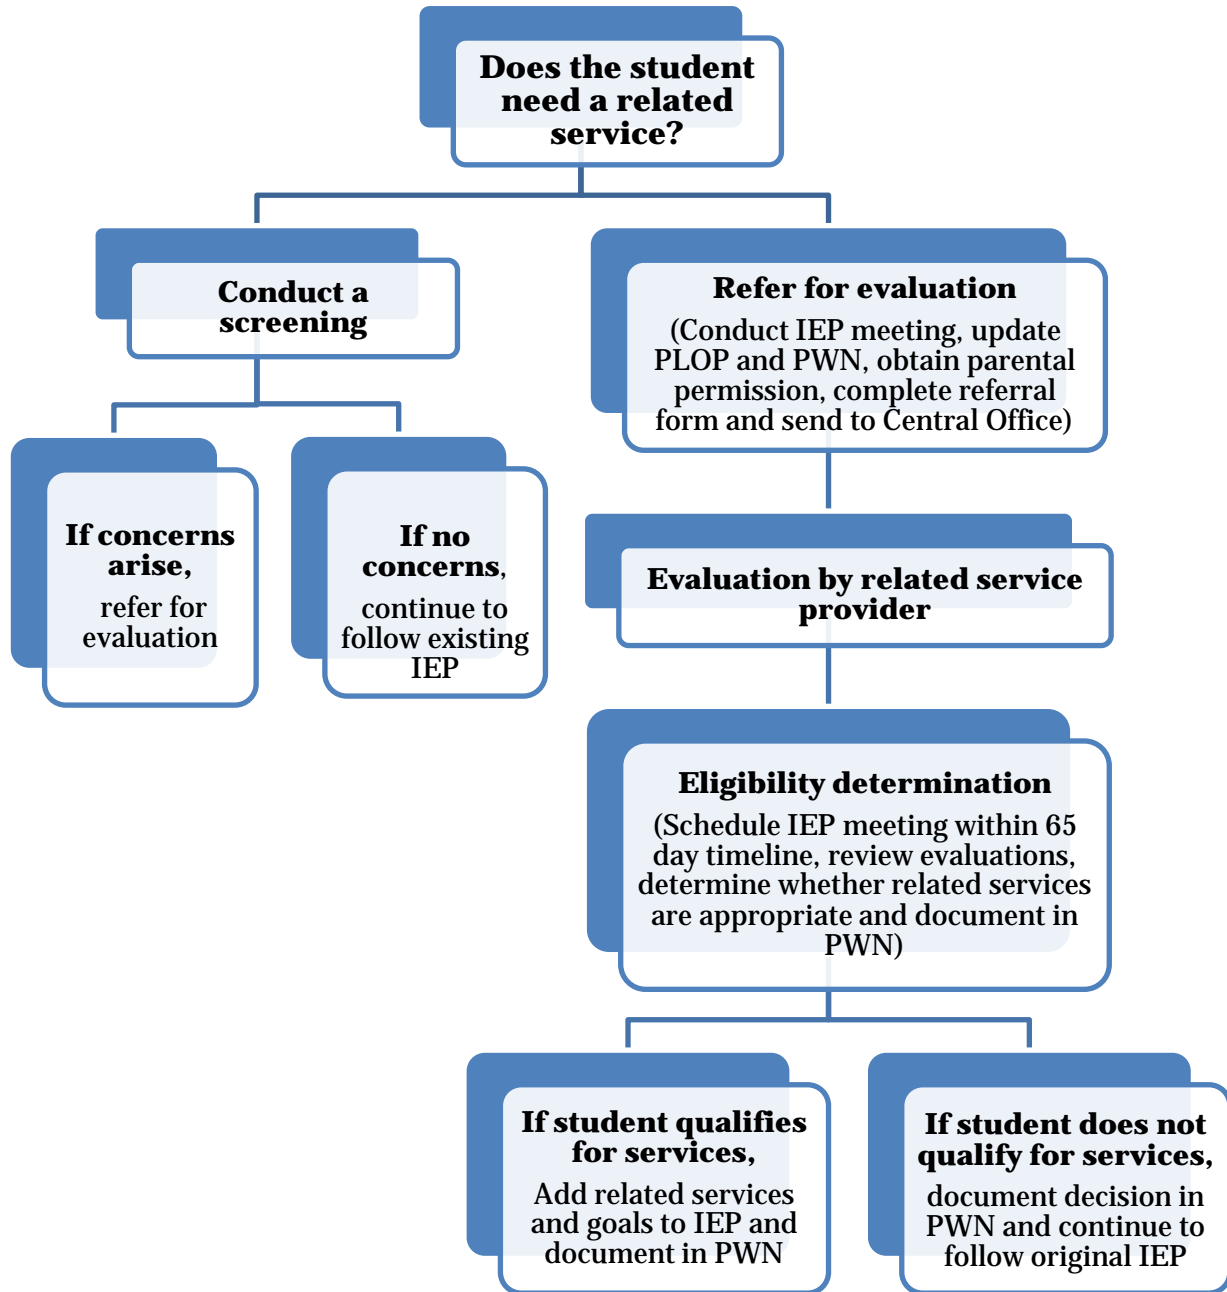 Does the student
need a related
service?
Conduct a
screening
If concerns
arise,
refer for
evaluation
If no
concerns,
continue to
follow existing
IEP
Refer for evaluation
(Conduct IEP meeting, update
PLOP and PWN, obtain parental
permission, complete referral
form and send to Central Office)
Evaluation by related service
provider
Eligibility determination
(Schedule IEP meeting within 65
day timeline, review evaluations,
determine whether related services
are appropriate and document in
PWN)
If student qualifies
for services,
Add related services
and goals to IEP and
document in PWN
If student does not
qualify for services,
document decision in
PWN and continue to
follow original IEP